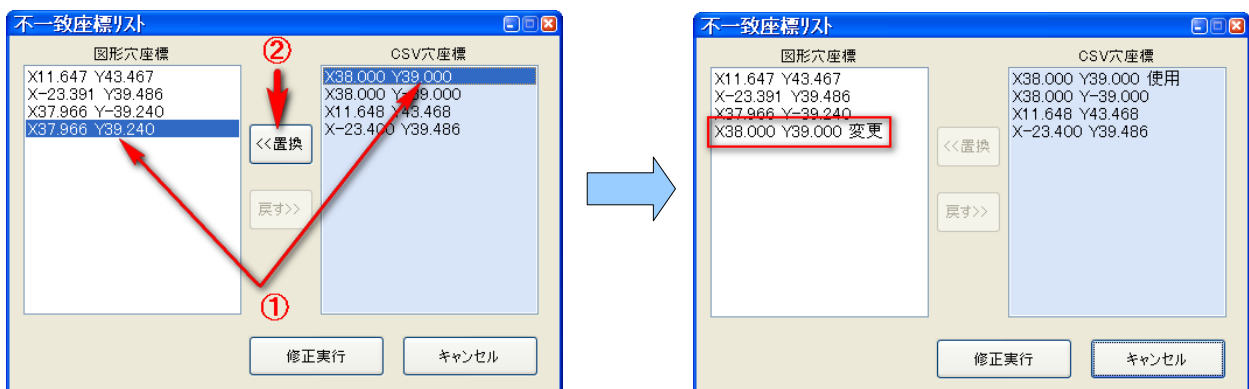 不一致座標リスト
図形穴座標
②
CSV穴座標
X11.647 Y43.467
X-23.391 Y39.486
X37.966 Y-39.240
X37.966 Y39.240
<<置換
戻す>>
X38.000 Y39.000
X38.000 Y-39.000
X11.648 Y43.468
X-23.400 Y39.486
①
修正実行
キャンセル
不一致座標リスト
図形穴座標
CSV穴座標
X11.647 Y43.467
X-23.391 Y39.486
X37.966 Y-39.240
X38.000 Y39.000 変更
<<置換
戻す>>
X38.000 Y39.000 使用
X38.000 Y-39.000
X11.648 Y43.468
X-23.400 Y39.486
修正実行
キャンセル